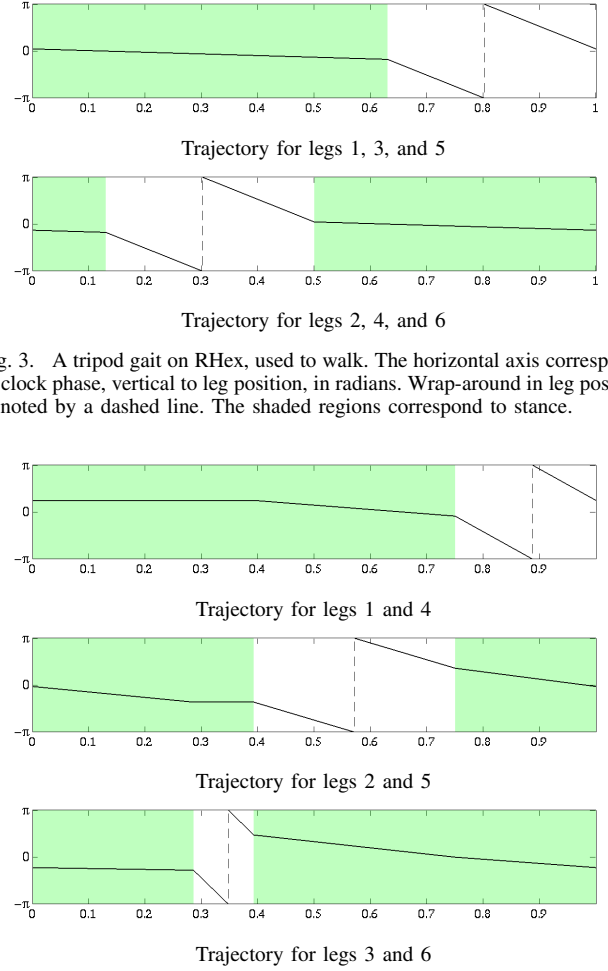 π
0
−π
0 0.1 0.2 0.3 0.4 0.5 0.6 0.7 0.8 0.9 1
Trajectory for legs 1, 3, and 5
π
0
−π
0 0.1 0.2 0.3 0.4 0.5 0.6 0.7 0.8 0.9 1
Trajectory for legs 2, 4, and 6
g. 3. A tripod gait on RHex, used to walk. The horizontal axis corresp
clock phase, vertical to leg position, in radians. Wrap-around in leg pos
noted by a dashed line. The shaded regions correspond to stance.
π
0
−π
0 0.1 0.2 0.3 0.4 0.5 0.6 0.7 0.8 0.9
Trajectory for legs 1 and 4
π
0
−π
0 0.1 0.2 0.3 0.4 0.5 0.6 0.7 0.8 0.9
Trajectory for legs 2 and 5
π
0
−π
0 0.1 0.2 0.3 0.4 0.5 0.6 0.7 0.8 0.9
Trajectory for legs 3 and 6